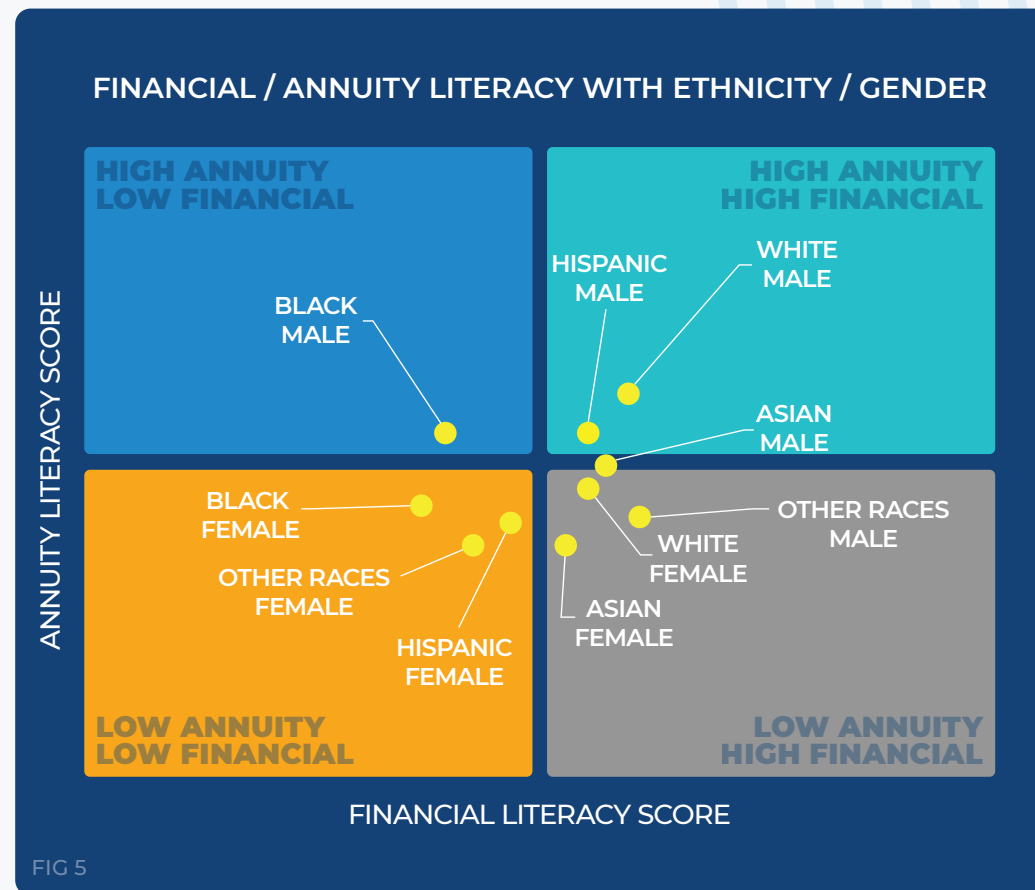 FINANCIAL / ANNUITY LITERACY WITH ETHNICITY / GENDER
HIGH ANNUITY
LOW FINANCIAL
HIGH ANNUITY
HIGH FINANCIAL
WHITE
MALE
HISPANIC
MALE
BLACK
MALE
ASIAN
MALE
ANNUITY LITERACY SCORE
BLACK
FEMALE
OTHER RACES
MALE
WHITE
FEMALE
OTHER RACES
FEMALE
ASIAN
FEMALE
HISPANIC
FEMALE
LOW ANNUITY
LOW FINANCIAL
LOW ANNUITY
HIGH FINANCIAL
FINANCIAL LITERACY SCORE
FIG 5